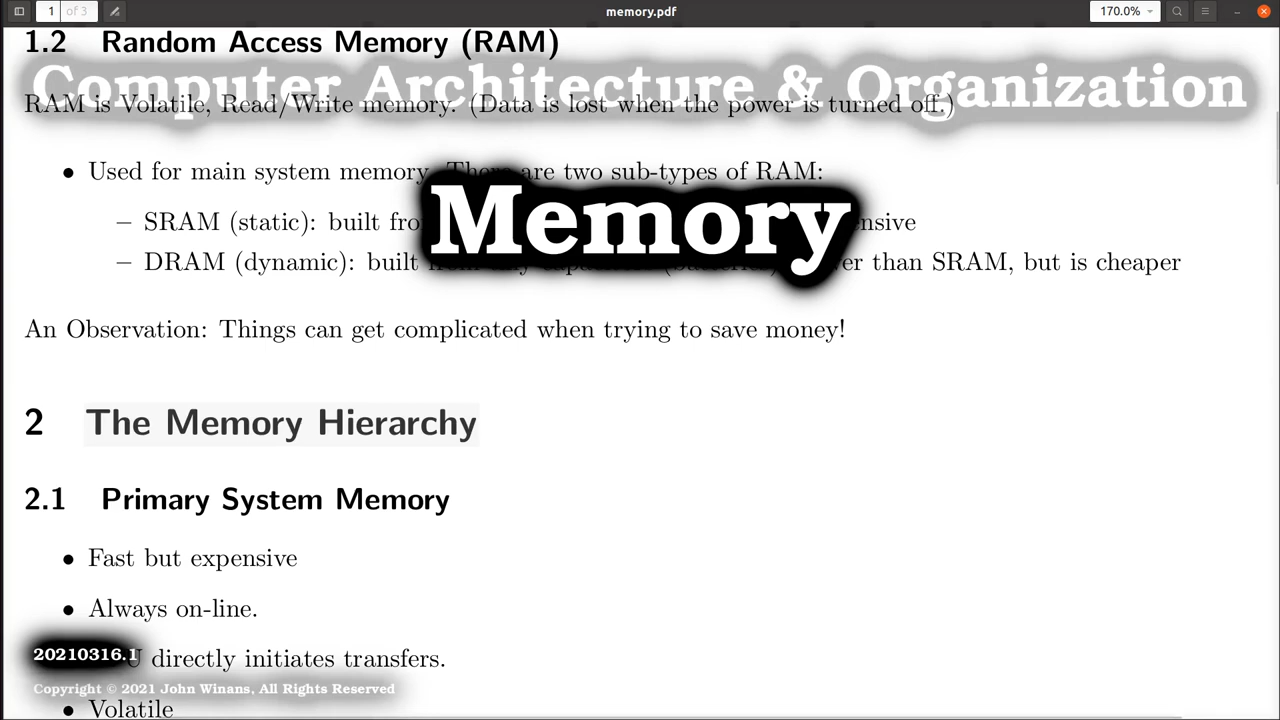 1 of 3
memory.pdf
170.0%
1.2 Random Access Memory (RAM)
Computer Architecture & Organization
RAM is Volatile, Read/Write memory. (Data is lost when the power is turned off.)
• Used for main system memory. There are two sub-types of RAM:
Memory
– SRAM (static): built
– DRAM (dynamic): built than SRAM, but is cheaper
An Observation: Things can get complicated when trying to save money!
2 The Memory Hierarchy
2.1 Primary System Memory
• Fast but expensive
• Always on-line.
20210316.1
directly initiates transfers.
Copyright © 2021 John Winans, All Rights Reserved
• Volatile